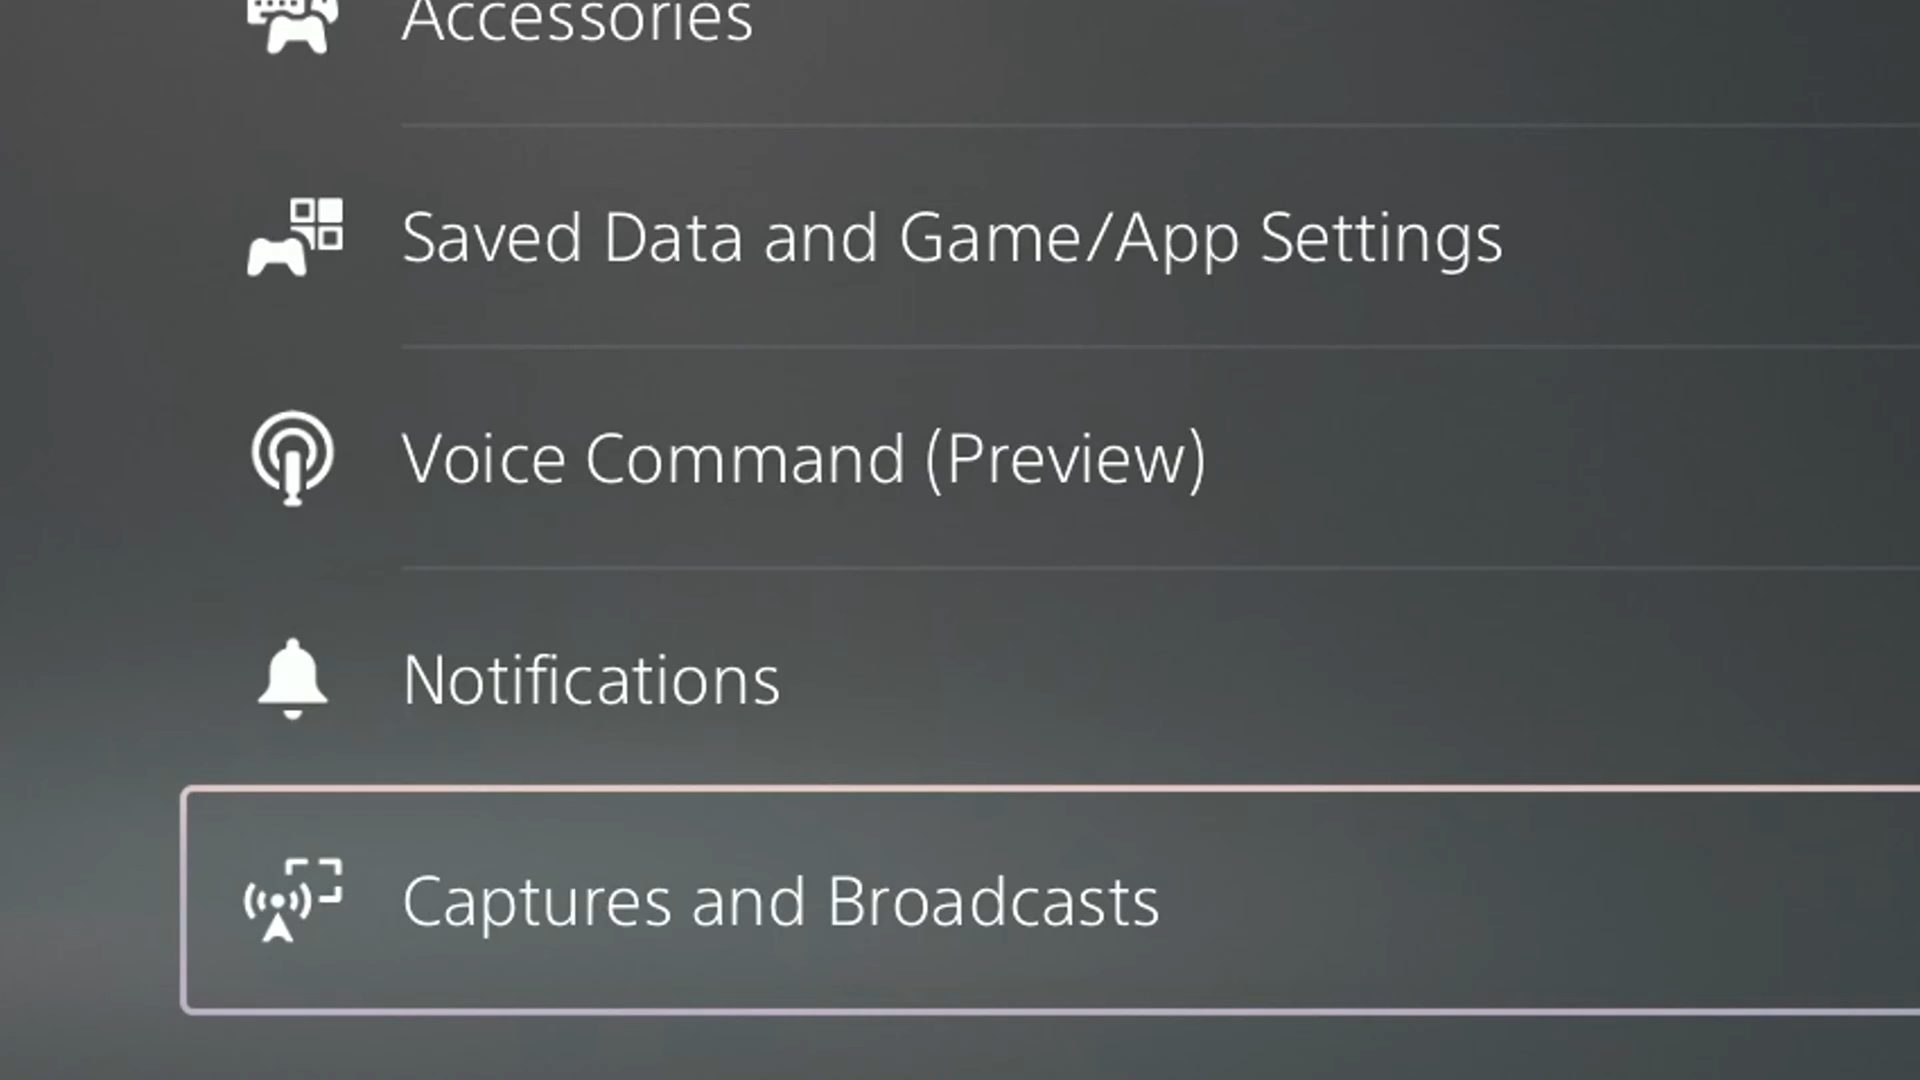 Accessories
Saved Data and Game/App Settings
Voice Command (Preview)
Notifications
Captures and Broadcasts